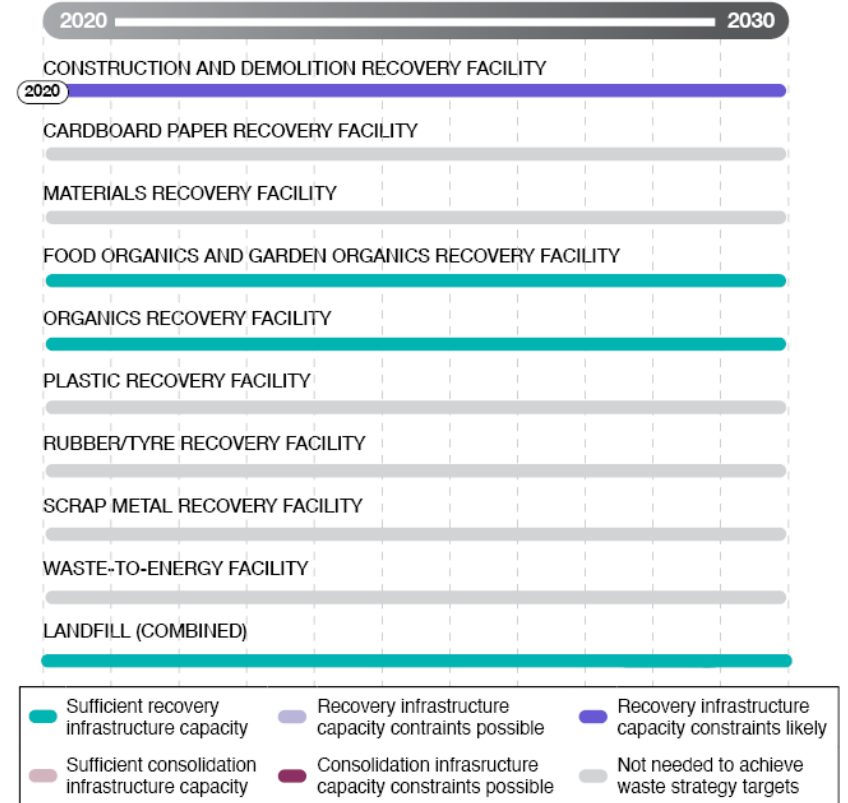 2020 2030
CONSTRUCTION AND DEMOLITION RECOVERY FACILITY
2020
CARDBOARD PAPER RECOVERY FACILITY
MATERIALS RECOVERY FACILITY
FOOD ORGANICS AND GARDEN ORGANICS RECOVERY FACILITY
ORGANICS RECOVERY FACILITY
PLASTIC RECOVERY FACILITY
RUBBER/TYRE RECOVERY FACILITY
SCRAP METAL RECOVERY FACILITY
WASTE-TO-ENERGY FACILITY
LANDFILL (COMBINED)
Sufficient recovery
infrastructure capacity
Recovery infrastructure
capacity contraints possible
Recovery infrastructure
capacity constraints likely
Sufficient consolidation
infrastructure capacity
Consolidation infrasructure
capacity constraints possible
Not needed to achieve
waste strategy targets